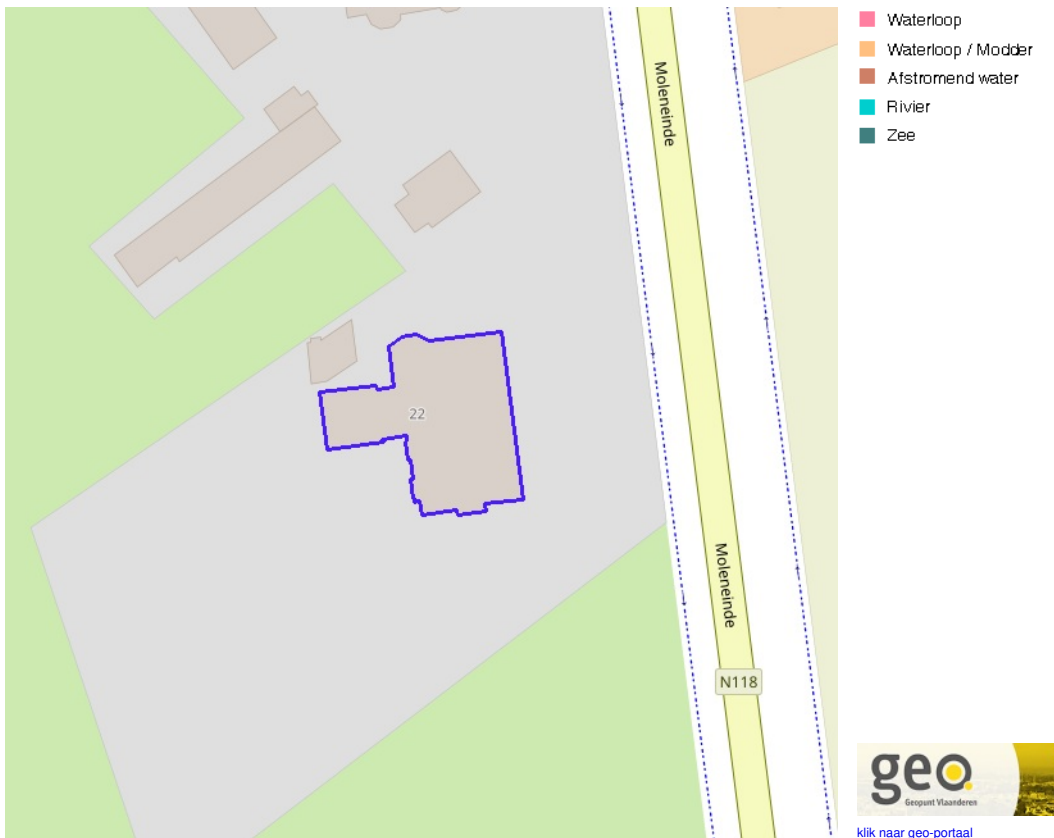 Moleneinde
22
Moleneinde
N118
Waterloop
Waterloop / Modder
Afstromend water
Rivier
Zee
geo.
Geopunt Vlaanderen
klik naar geo-portaal